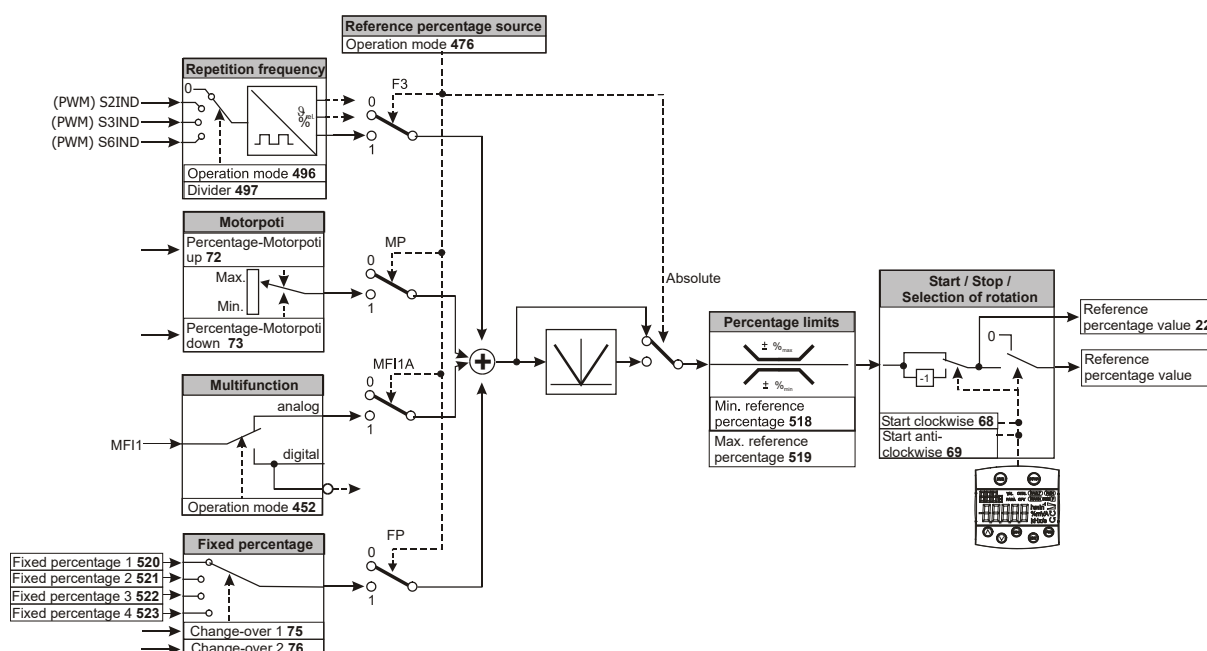 Reference percentage source
Operation mode 476
Repetition frequency
0
(PWM) S2IND
(PWM) S3IND
(PWM) S6IND
%
Operation mode 496
Divider 497
F3
0
1
Motorpoti
Percentage-Motorpoti
up 72
Max.
Min.
Percentage-Motorpoti
down 73
MP
0
1
Absolute
Multifunction
analog
MFI1
digital
Operation mode 452
MFI1A
0
1
+
Percentage limits
± %max
± %min
Min. reference
percentage 518
Max. reference
percentage 519
Start / Stop /
Selection of rotation
0
-1
Start clockwise 68
Start anti-
clockwise 69
Reference
percentage value 22
Reference
percentage value
Fixed percentage
Fixed percentage 1 520
Fixed percentage 2 521
Fixed percentage 3 522
Fixed percentage 4 523
Change-over 1 75
Change-over 2 76
FP
0
1